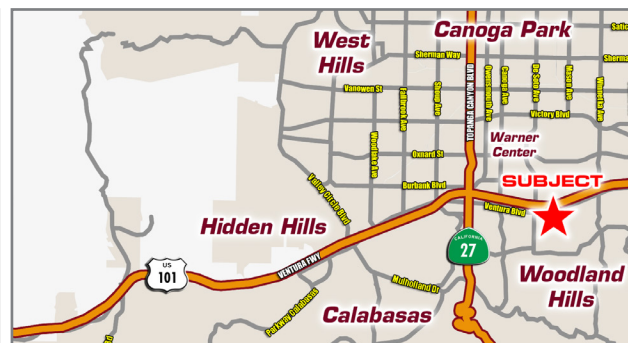 Canoga Park
West
Hills
Sherman Way
Vanowen St
Woodlake Ave
Fallbrook Ave
Shoup Ave
TOPANGA CANYON BLVD
Owensmouth Ave
Canoga Ave
De Soto Ave
Mason Ave
Winnetka Ave
Satic
Sherma
Victory Blvd
Warner
Center
Oxnard St
Burbank Blvd
Valley Circle Blvd
SUBJECT
Ventura Blvd
Hidden Hills
VENTURA FWY
US
101
CALIFORNIA
27
Mulholland Dr
Parkway Calabasas
Calabasas
Woodland
Hills